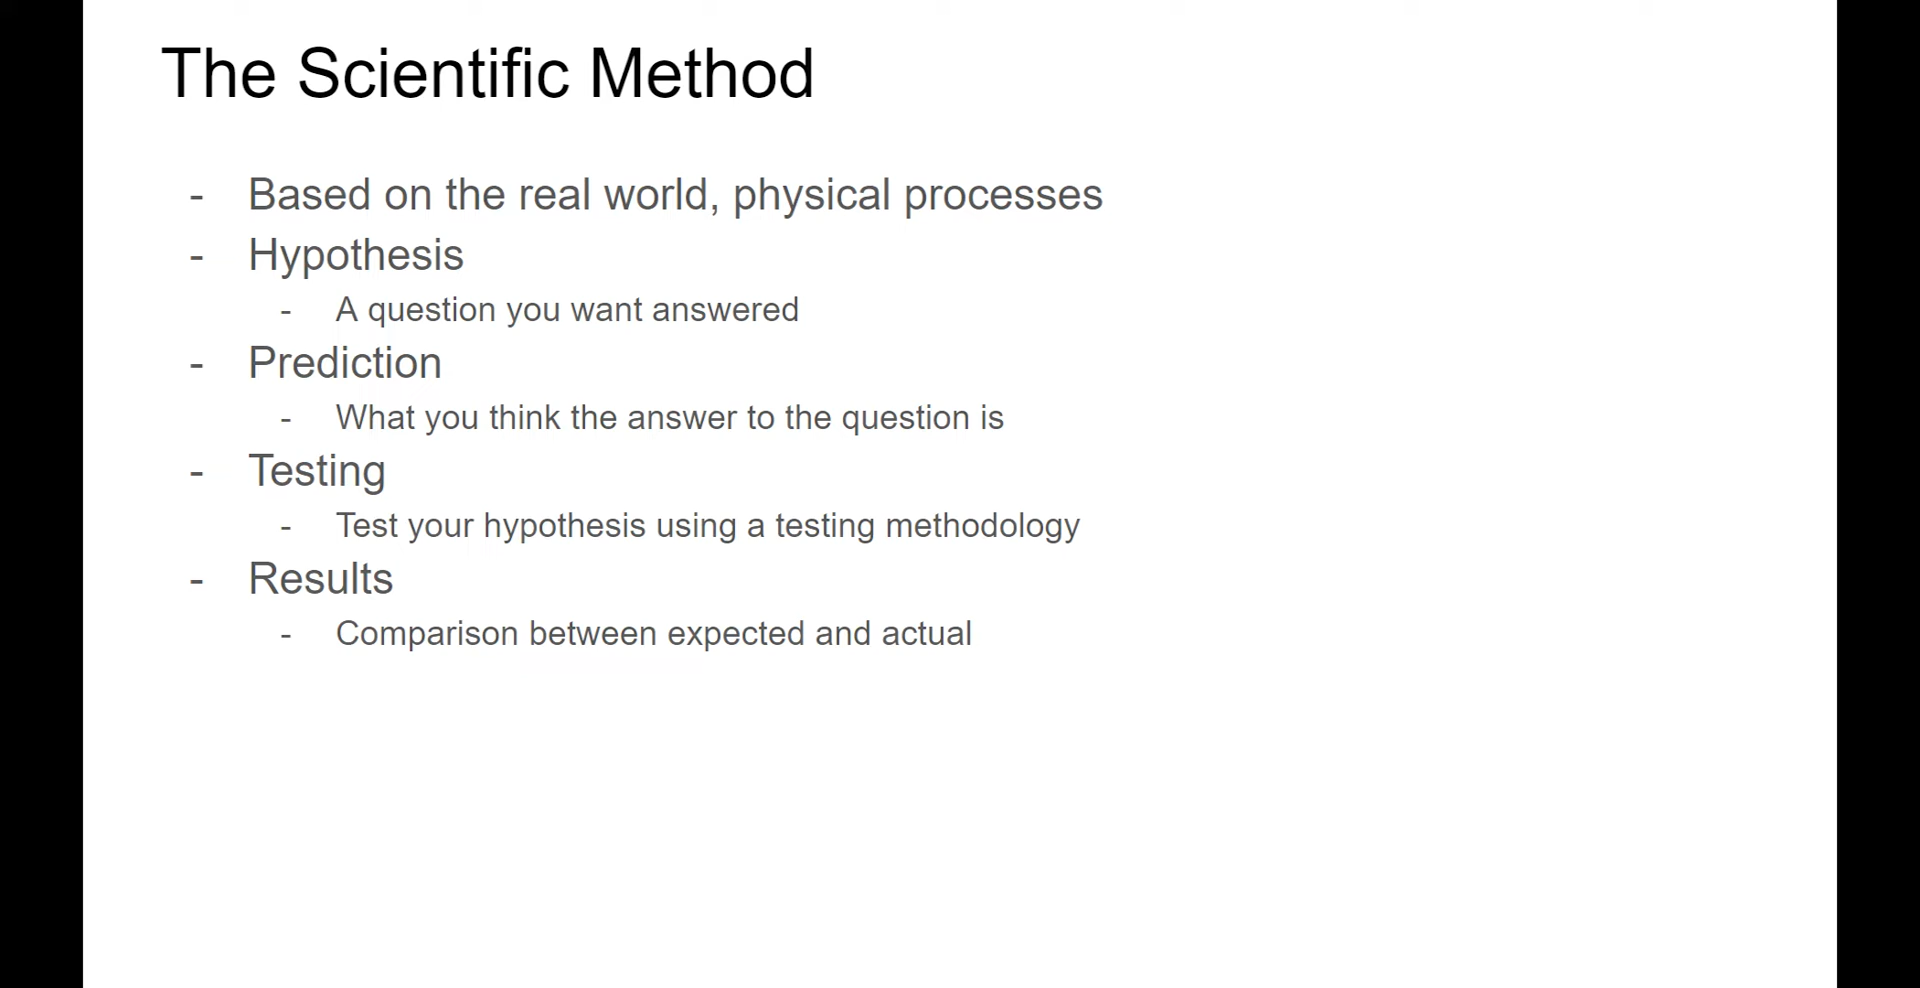 The Scientific Method
- Based on the real world, physical processes
- Hypothesis
- A question you want answered
- Prediction
- What you think the answer to the question is
- Testing
- Test your hypothesis using a testing methodology
- Results
- Comparison between expected and actual